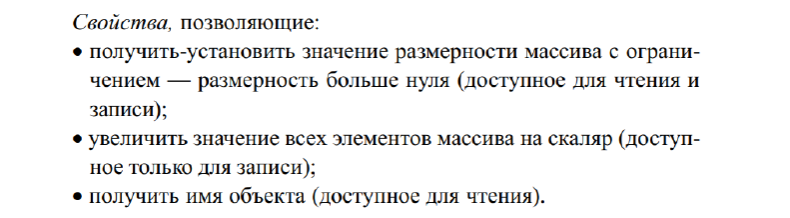 Свойства, позволяющие:
• получить-установить значение размерности массива с ограни-
чением — размерность больше нуля (доступное для чтения и
записи);
• увеличить значение всех элементов массива на скаляр (доступ-
ное только для записи);
• получить имя объекта (доступное для чтения).